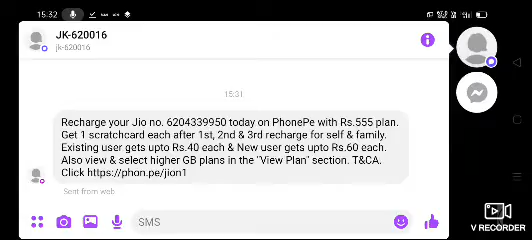 15.32
JK-620016
jk-620016
15:31
Recharge your Jio no. 6204339950 today on PhonePe with Rs.555 plan.
Get 1 scratchcard each after 1st, 2nd & 3rd recharge for self & family.
Existing user gets upto Rs.40 each & New user gets upto Rs.60 each.
Also view & select higher GB plans in the "View Plan" section. T&CA.
Click https://phon.pe/jion1
Sent from web
SMS
V RECORDER